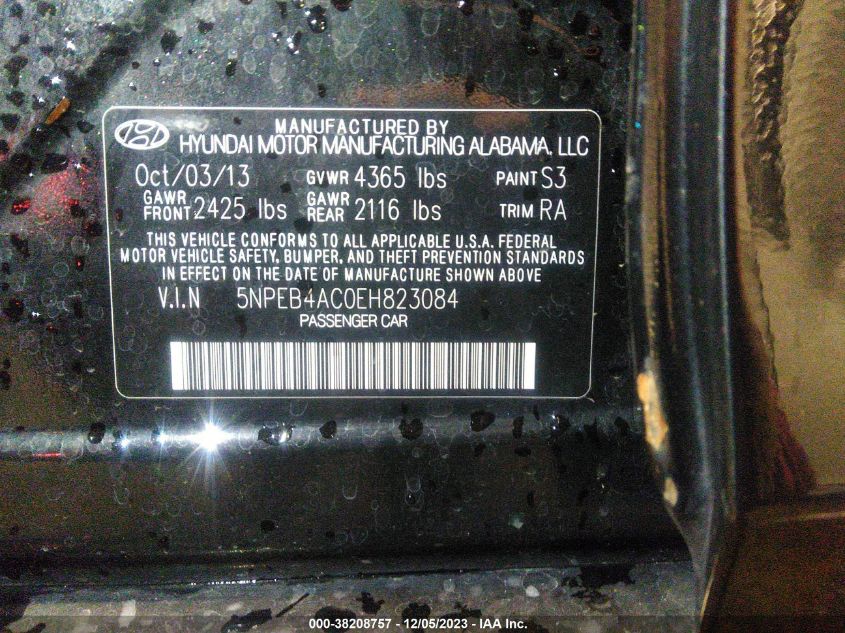 MANUFACTURED BY
HYUNDAI MOTOR MANUFACTURING ALABAMA, LLC
Oct/03/13 GVWR 4365 lbs PAINT S3
GAWR FRONT 2425 lbs GAWR REAR 2116 lbs TRIM RA
THIS VEHICLE CONFORMS TO ALL APPLICABLE U.S.A. FEDERAL
MOTOR VEHICLE SAFETY, BUMPER, AND THEFT PREVENTION STANDARDS
IN EFFECT ON THE DATE OF MANUFACTURE SHOWN ABOVE
V.I.N 5NPEB4AC0EH823084
PASSENGER CAR
000-38208757 - 12/05/2023 - IAA Inc.